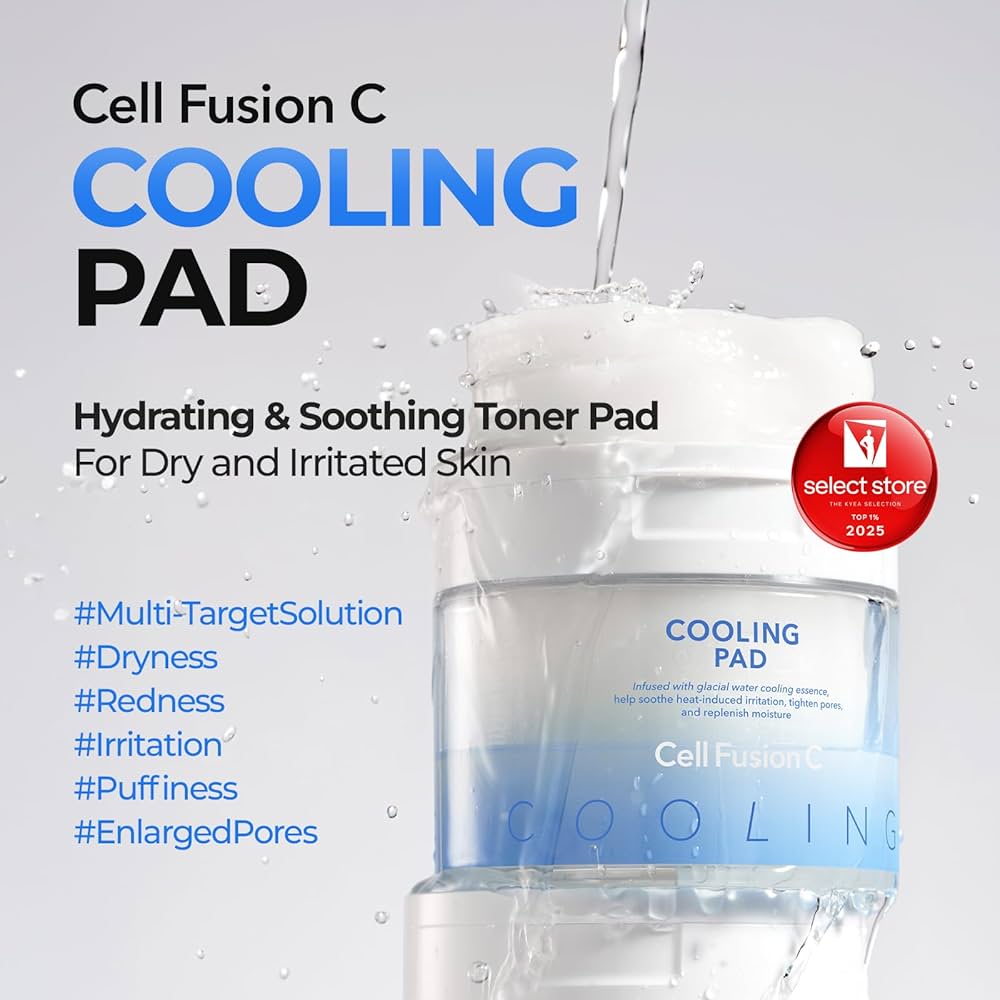 Cell Fusion C
COOLING
PAD
Hydrating & Soothing Toner Pad
For Dry and Irritated Skin
select store
THE KYEA SELECTION
TOP 1%
2025
#Multi-TargetSolution
#Dryness
#Redness
#Irritation
#Puffiness
#EnlargedPores
COOLING
PAD
Infused with glacial water cooling essence,
help soothe heat-induced irritation, tighten pores,
and replenish moisture
Cell Fusion C
COOLING